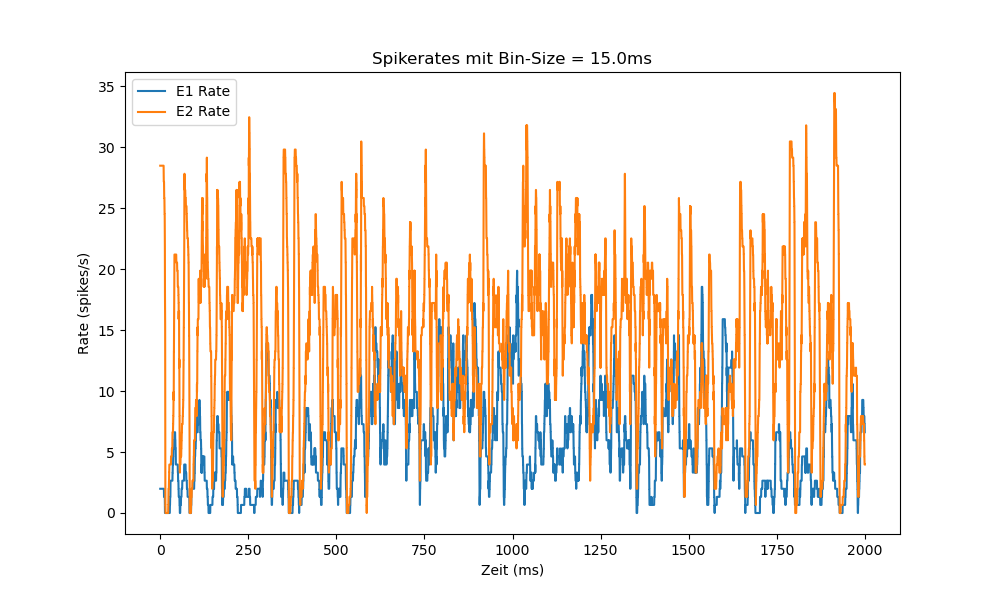 Spikerates mit Bin-Size = 15.0ms
E1 Rate
E2 Rate
35
30
25
20
15
10
5
0
Rate (spikes/s)
0 250 500 750 1000 1250 1500 1750 2000
Zeit (ms)